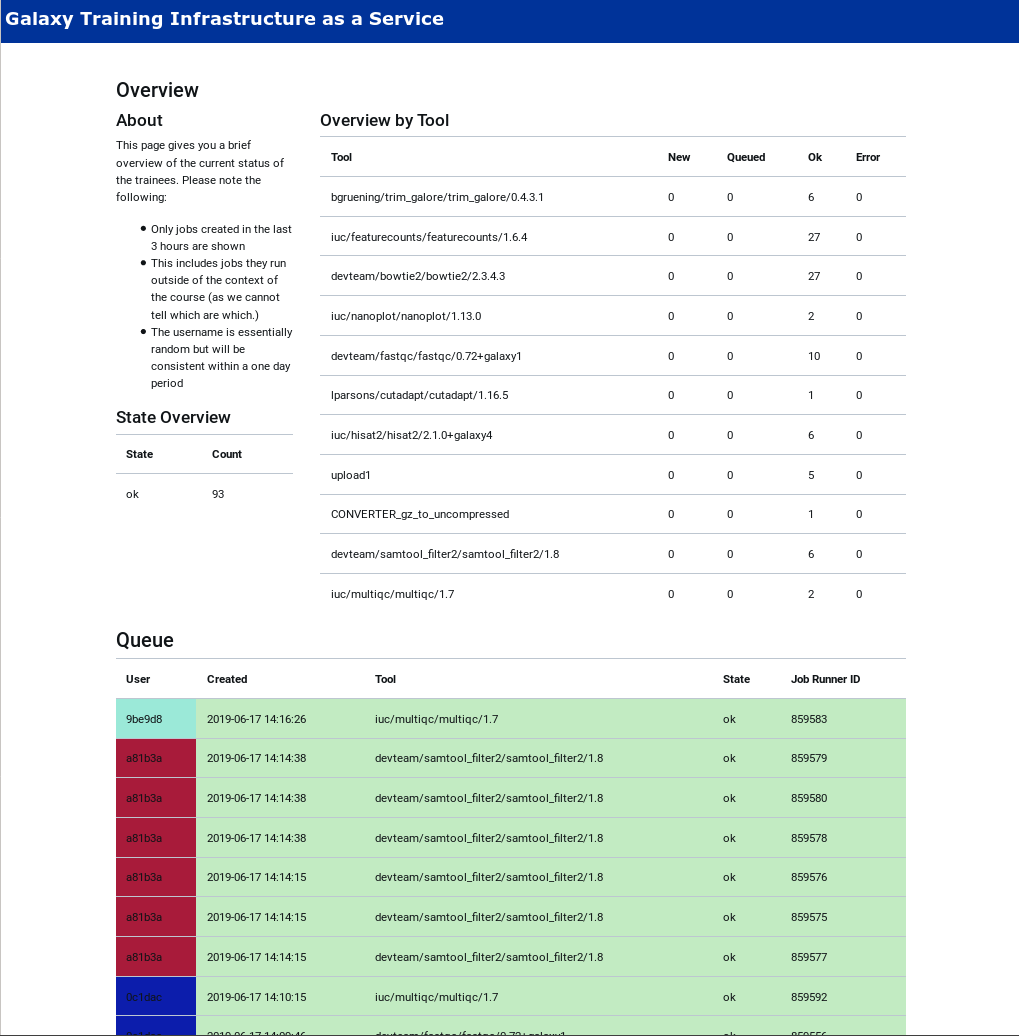 Galaxy Training Infrastructure as a Service
Overview
About
This page gives you a brief
overview of the current status of
the trainees. Please note the
following:
Only jobs created in the last
3 hours are shown
This includes jobs they run
outside of the context of
the course (as we cannot
tell which are which.)
The username is essentially
random but will be
consistent within a one day
period
State Overview
State Count
ok 93
Overview by Tool
Tool New Queued Ok Error
bgruening/trim_galore/trim_galore/0.4.3.1 0 0 6 0
iuc/featurecounts/featurecounts/1.6.4 0 0 27 0
devteam/bowtie2/bowtie2/2.3.4.3 0 0 27 0
iuc/nanoplot/nanoplot/1.13.0 0 0 2 0
devteam/fastqc/fastqc/0.72+galaxy1 0 0 10 0
lparsons/cutadapt/cutadapt/1.16.5 0 0 1 0
iuc/hisat2/hisat2/2.1.0+galaxy4 0 0 6 0
upload1 0 0 5 0
CONVERTER_gz_to_uncompressed 0 0 1 0
devteam/samtool_filter2/samtool_filter2/1.8 0 0 6 0
iuc/multiqc/multiqc/1.7 0 0 2 0
Queue
User Created Tool State Job Runner ID
9be9d8 2019-06-17 14:16:26 iuc/multiqc/multiqc/1.7 ok 859583
a81b3a 2019-06-17 14:14:38 devteam/samtool_filter2/samtool_filter2/1.8 ok 859579
a81b3a 2019-06-17 14:14:38 devteam/samtool_filter2/samtool_filter2/1.8 ok 859580
a81b3a 2019-06-17 14:14:38 devteam/samtool_filter2/samtool_filter2/1.8 ok 859578
a81b3a 2019-06-17 14:14:15 devteam/samtool_filter2/samtool_filter2/1.8 ok 859576
a81b3a 2019-06-17 14:14:15 devteam/samtool_filter2/samtool_filter2/1.8 ok 859575
a81b3a 2019-06-17 14:14:15 devteam/samtool_filter2/samtool_filter2/1.8 ok 859577
0c1dac 2019-06-17 14:10:15 iuc/multiqc/multiqc/1.7 ok 859592